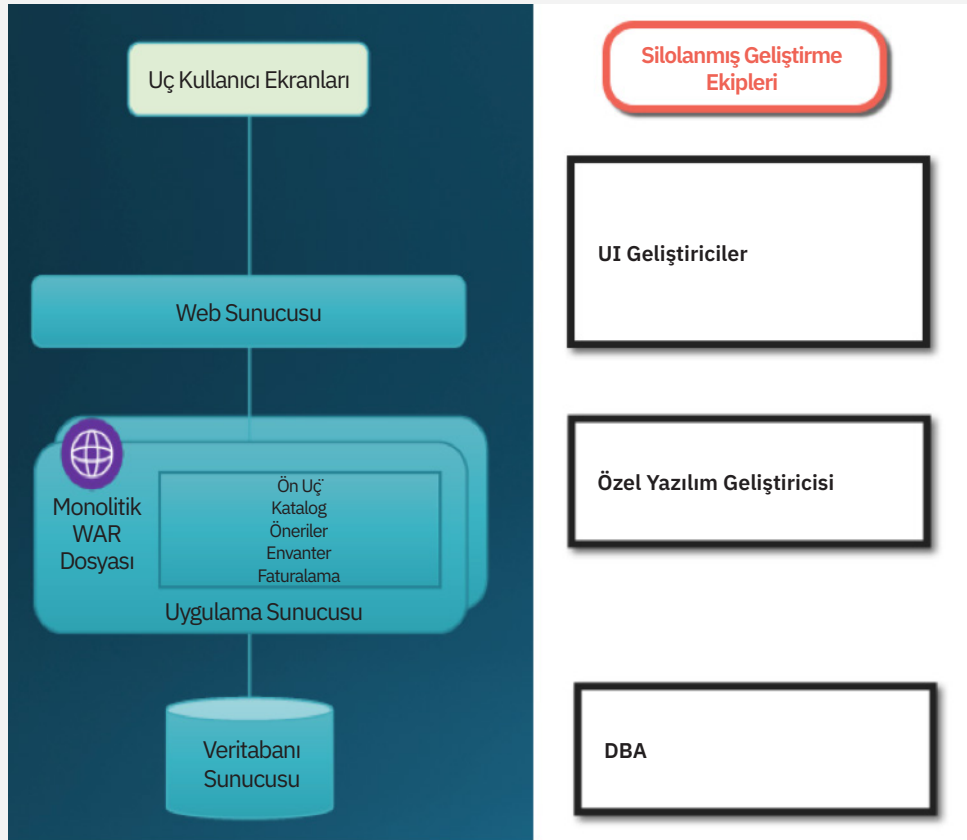 Uç Kullanıcı Ekranları
Web Sunucusu
Monolitik
WAR
Dosyası
Ön Uç
Katalog
Öneriler
Envanter
Faturalama
Uygulama Sunucusu
Veritabanı
Sunucusu
Silolanmış Geliştirme
Ekipleri
UI Geliştiriciler
Özel Yazılım Geliştiricisi
DBA